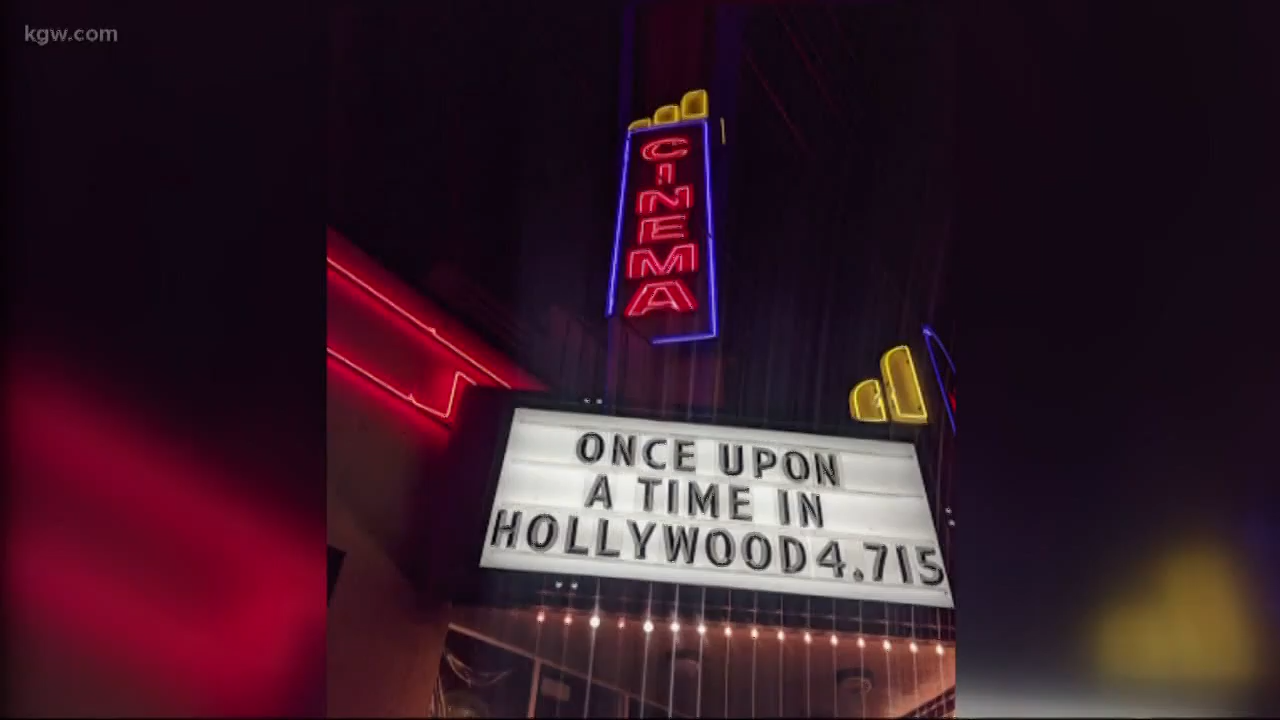 kgw.com
CINEMA
ONCE UPON
A TIME IN
HOLLYWOOD4.715